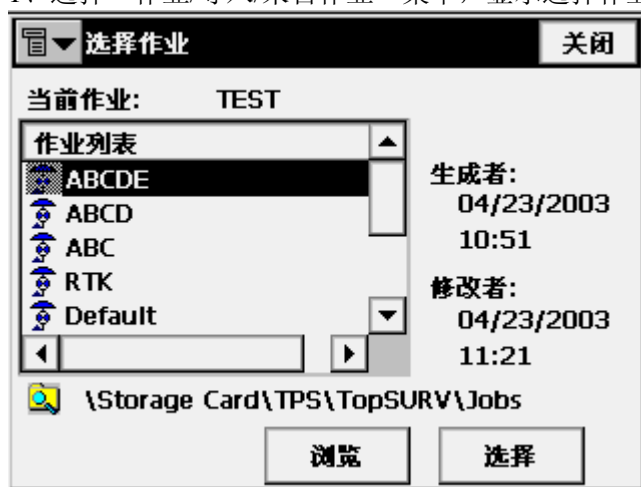 选择作业
关闭
当前作业: TEST
作业列表
ABCDE
ABCD
ABC
RTK
Default
生成者:
04/23/2003
10:51
修改者:
04/23/2003
11:21
\Storage Card\TPS\TopSURV\Jobs
浏览
选择